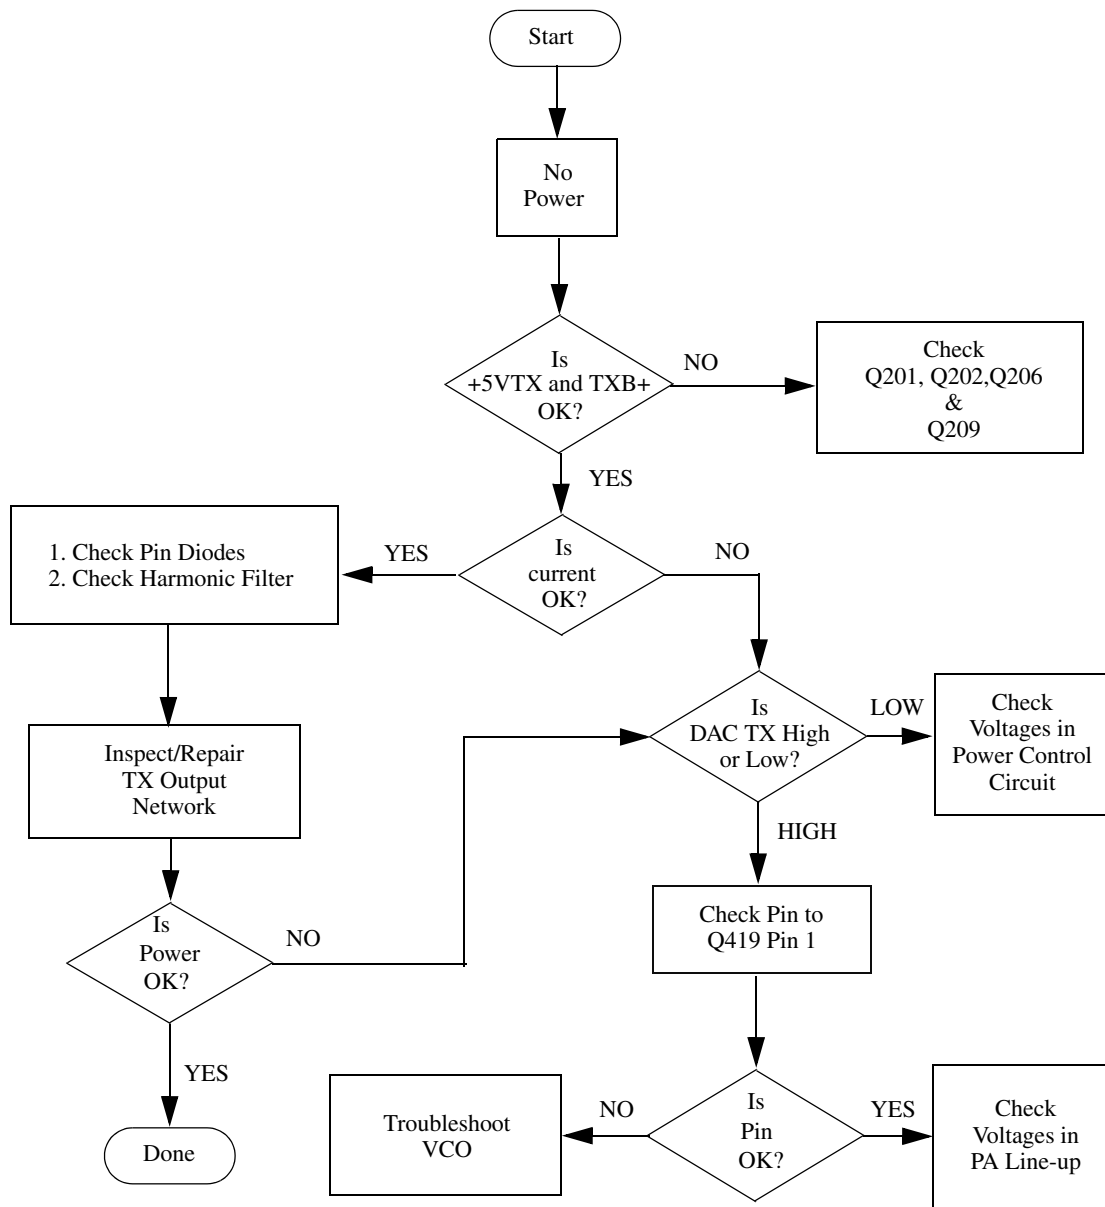 Start
No
Power
Is
+5VTX and TXB+
OK?
NO
Check
Q201, Q202,Q206
&
Q209
YES
1. Check Pin Diodes
2. Check Harmonic Filter
YES
Is
current
OK?
NO
Is
DAC TX High
or Low?
LOW
Check
Voltages in
Power Control
Circuit
Inspect/Repair
TX Output
Network
HIGH
Is
Power
OK?
NO
Check Pin to
Q419 Pin 1
YES
Done
Troubleshoot
VCO
NO
Is
Pin
OK?
YES
Check
Voltages in
PA Line-up